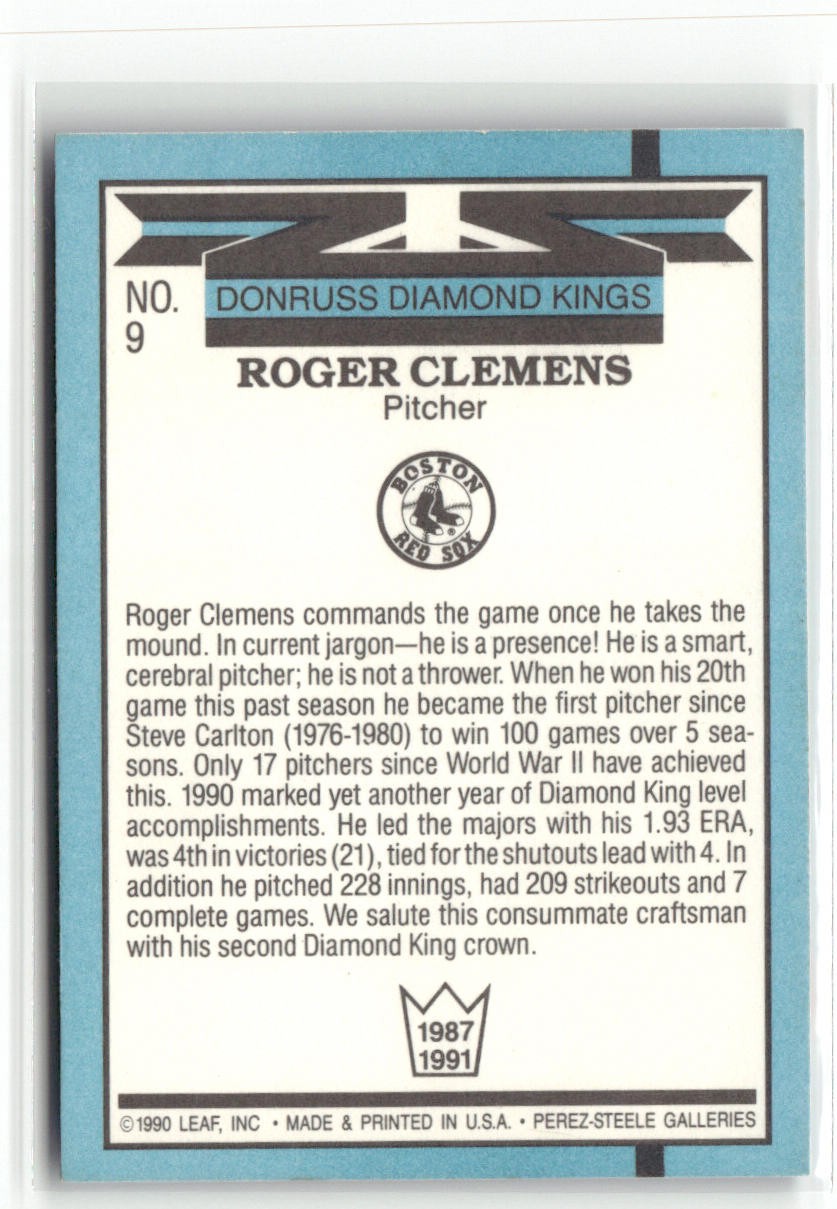 NO.
9
DONRUSS DIAMOND KINGS
ROGER CLEMENS
Pitcher
BOSTON
RED SOX
®
Roger Clemens commands the game once he takes the
mound. In current jargon—he is a presence! He is a smart,
cerebral pitcher; he is not a thrower. When he won his 20th
game this past season he became the first pitcher since
Steve Carlton (1976-1980) to win 100 games over 5 sea-
sons. Only 17 pitchers since World War II have achieved
this. 1990 marked yet another year of Diamond King level
accomplishments. He led the majors with his 1.93 ERA,
was 4th in victories (21), tied for the shutouts lead with 4. In
addition he pitched 228 innings, had 209 strikeouts and 7
complete games. We salute this consummate craftsman
with his second Diamond King crown.
1987
1991
©1990 LEAF, INC • MADE & PRINTED IN U.S.A. • PEREZ-STEELE GALLERIES